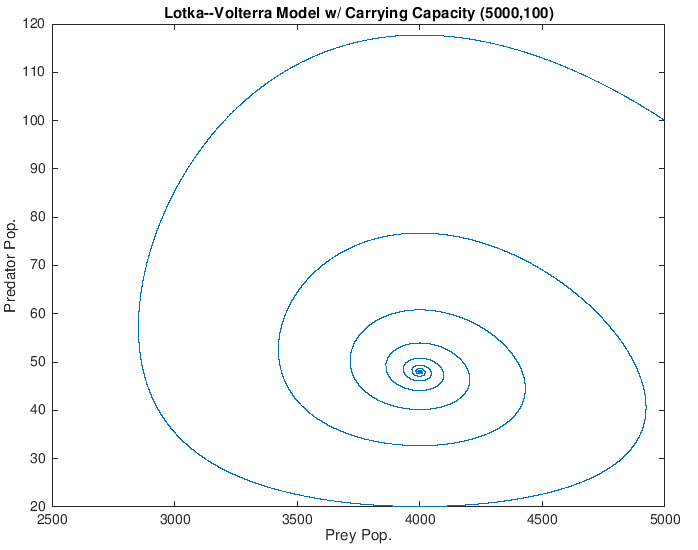 Lotka--Volterra Model w/ Carrying Capacity (5000,100)
120
110
100
90
80
70
60
50
40
30
20
Predator Pop.
2500 3000 3500 4000 4500 5000
Prey Pop.